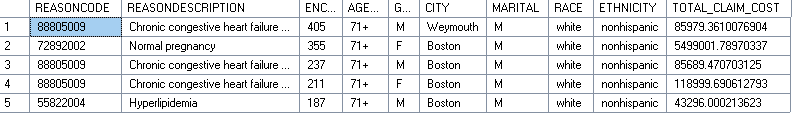 REASONCODE REASONDESCRIPTION ENC... AGE... G... CITY MARITAL RACE ETHNICITY TOTAL_CLAIM_COST
1 88805009 Chronic congestive heart failure ... 405 71+ M Weymouth M white nonhispanic 85979.3610076904
2 72892002 Normal pregnancy 355 71+ F Boston M white nonhispanic 5499001.78970337
3 88805009 Chronic congestive heart failure ... 237 71+ M Boston M white nonhispanic 85689.470703125
4 88805009 Chronic congestive heart failure ... 211 71+ F Boston M white nonhispanic 118999.690612793
5 55822004 Hyperlipidemia 187 71+ M Boston M white nonhispanic 43296.000213623